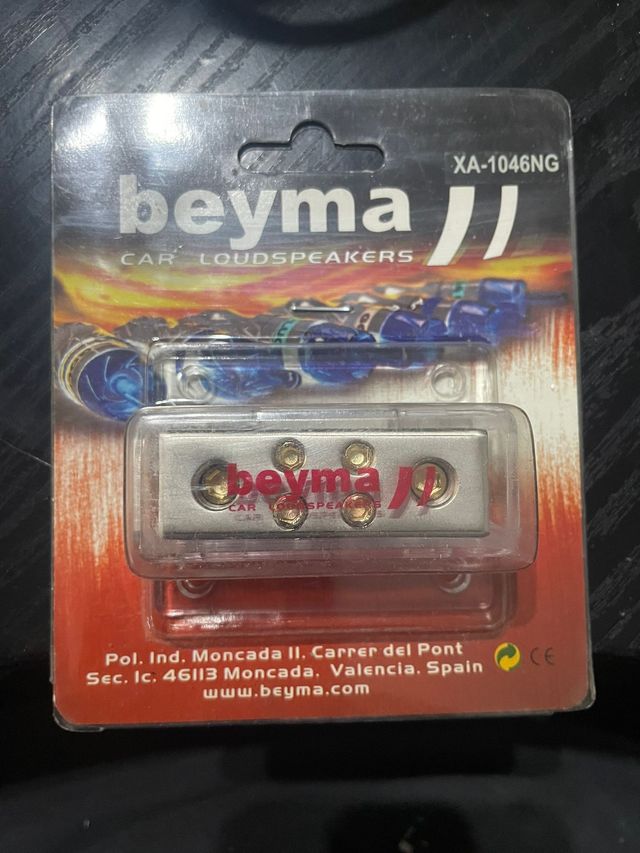 XA-1046NG
beyma
CAR LOUDSPEAKERS
beyma
CAR LOUDSPEAKERS
Pol. Ind. Moncada II. Carrer del Pont
Sec. Ic. 46113 Moncada. Valencia. Spain
www.beyma.com
CE